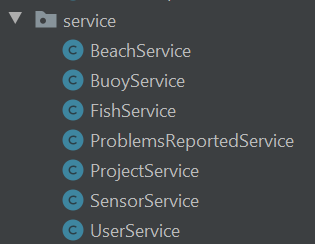 service
C BeachService
C BuoyService
C FishService
C ProblemsReportedService
C ProjectService
C SensorService
C UserService